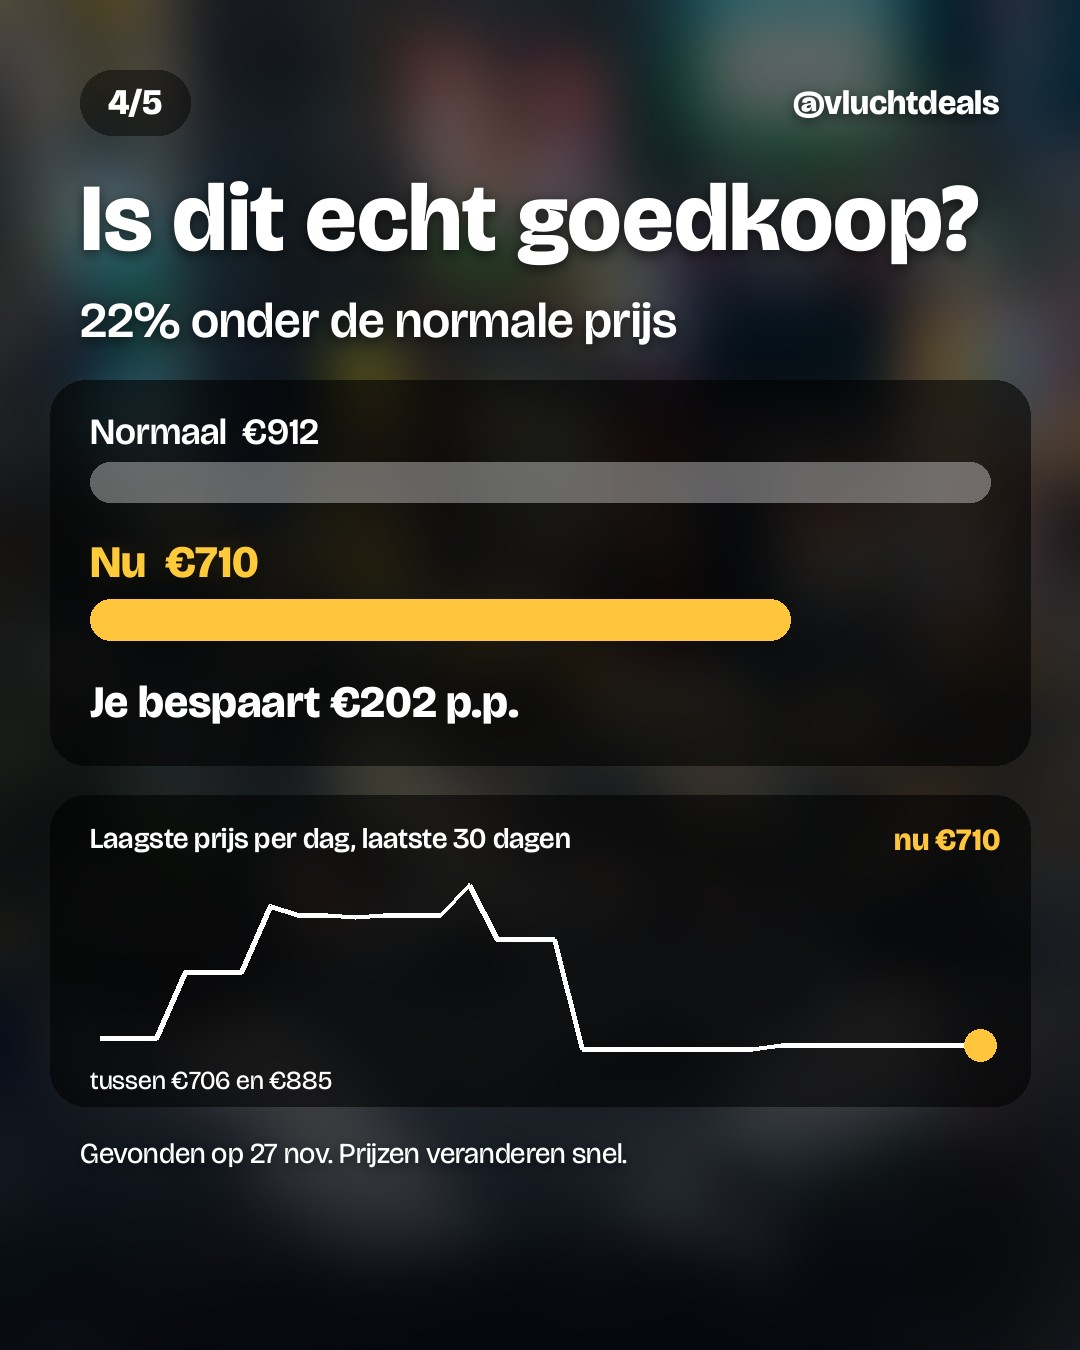 4/5
@vluchtdeals
Is dit echt goedkoop?
22% onder de normale prijs
Normaal €912
Nu €710
Je bespaart €202 p.p.
Laagste prijs per dag, laatste 30 dagen
nu €710
tussen €706 en €885
Gevonden op 27 nov. Prijzen veranderen snel.